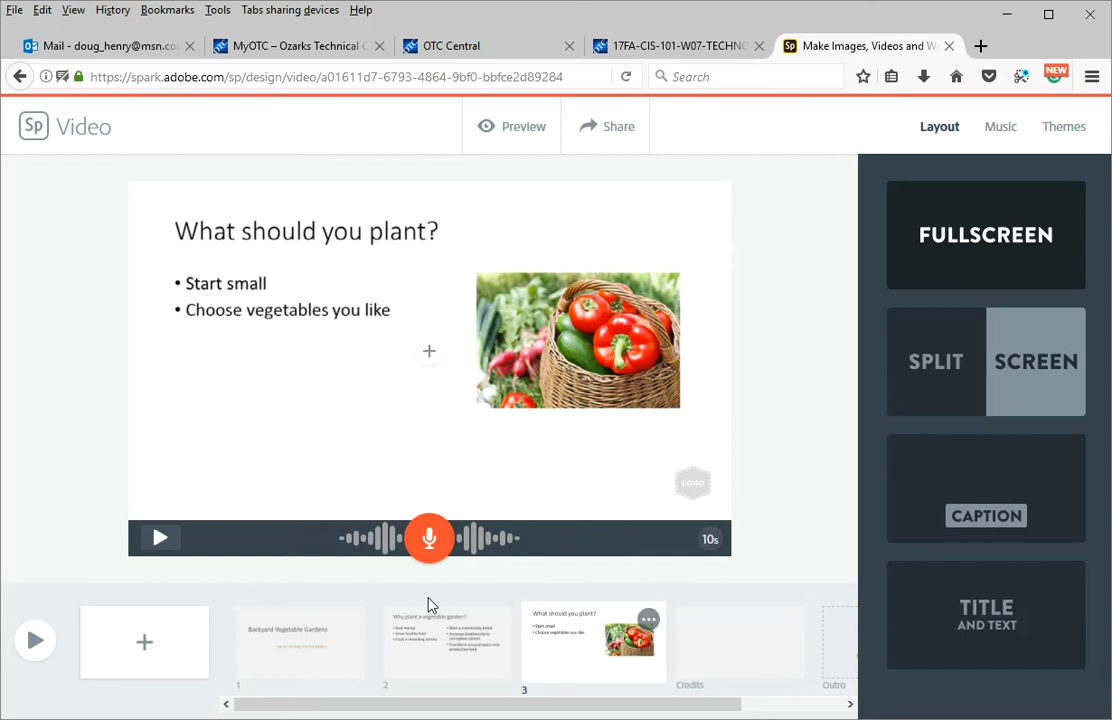 File Edit View History Bookmarks Tools Tabs sharing devices Help
Mail - doug_henry@msn.co
MyOTC – Ozarks Technical C
OTC Central
17FA-CIS-101-W07-TECHNO
Make Images, Videos and W
NEW
https://spark.adobe.com/sp/design/video/a01611d7-6793-4864-9bf0-bbfce2d89284
Search
Sp Video
Preview
Share
Layout
Music
Themes
What should you plant?
• Start small
• Choose vegetables you like
LOGO
10s
FULLSCREEN
SPLIT SCREEN
CAPTION
TITLE
AND TEXT
Backyard Vegetable Gardens
1
Why plant a vegetable garden?
2
What should you plant?
• Start small
• Choose vegetables you like
3
Credits
Outro